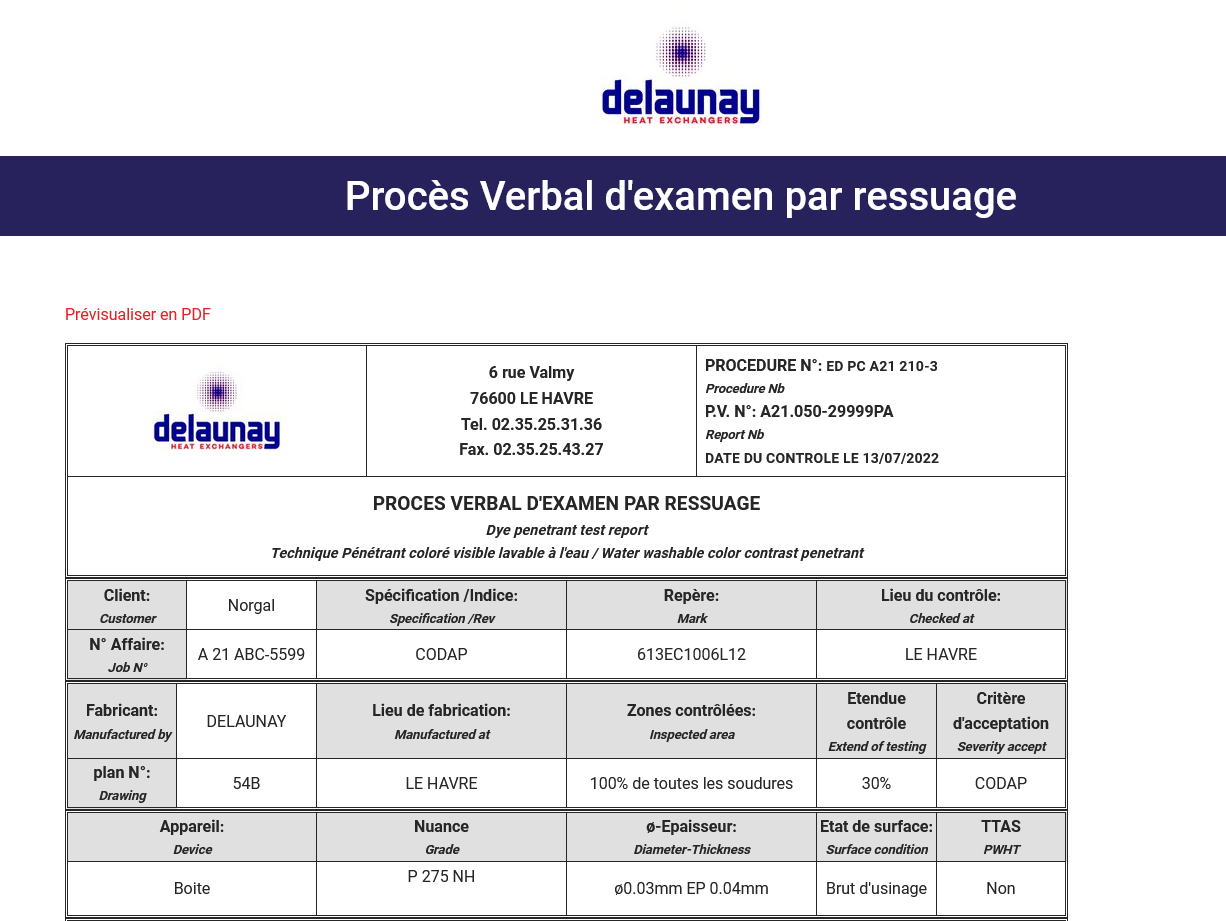 delaunay
HEAT EXCHANGERS
Procès Verbal d'examen par ressuage
Prévisualiser en PDF
delaunay
HEAT EXCHANGERS
6 rue Valmy
76600 LE HAVRE
Tel. 02.35.25.31.36
Fax. 02.35.25.43.27
PROCEDURE N°: ED PC A21 210-3
Procedure Nb
P.V. N°: A21.050-29999PA
Report Nb
DATE DU CONTROLE LE 13/07/2022
PROCES VERBAL D'EXAMEN PAR RESSUAGE
Dye penetrant test report
Technique Pénétrant coloré visible lavable à l'eau / Water washable color contrast penetrant
Client:
Customer
Norgal
Spécification /Indice:
Specification /Rev
Repère:
Mark
Lieu du contrôle:
Checked at
N° Affaire:
Job N°
A 21 ABC-5599
CODAP
613EC1006L12
LE HAVRE
Fabricant:
Manufactured by
DELAUNAY
Lieu de fabrication:
Manufactured at
Zones contrôlées:
Inspected area
Etendue
contrôle
Extend of testing
Critère
d'acceptation
Severity accept
plan N°:
Drawing
54B
LE HAVRE
100% de toutes les soudures
30%
CODAP
Appareil:
Device
Nuance
Grade
ø-Epaisseur:
Diameter-Thickness
Etat de surface:
Surface condition
TTAS
PWHT
Boite
P 275 NH
ø0.03mm EP 0.04mm
Brut d'usinage
Non